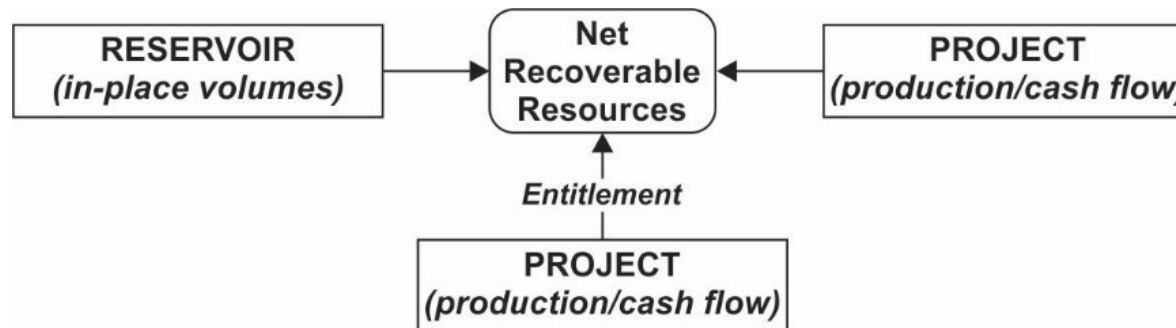 RESERVOIR
(in-place volumes)
Net
Recoverable
Resources
PROJECT
(production/cash flow)
Entitlement
PROJECT
(production/cash flow)